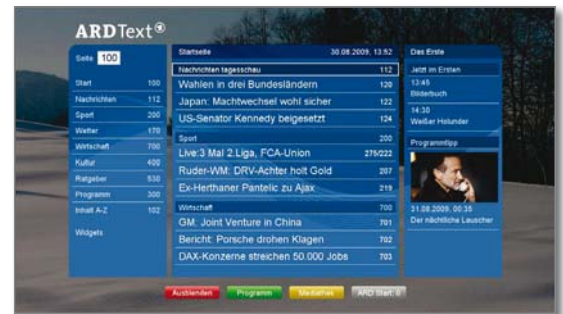 ARDText
Seite 100
Start 100
Nachrichten 112
Sport 200
Wetter 170
Wirtschaft 700
Kultur 400
Ratgeber 530
Programm 300
Inhalt A-Z 102
Widgets
Startseite 30.08.2009, 13:52
Nachrichten tagesschau 112
Wahlen in drei Bundesländern 120
Japan: Machtwechsel wohl sicher 122
US-Senator Kennedy beigesetzt 124
Sport 200
Live:3 Mal 2.Liga, FCA-Union 275/222
Ruder-WM: DRV-Achter holt Gold 207
Ex-Herthaner Pantelic zu Ajax 219
Wirtschaft 700
GM: Joint Venture in China 701
Bericht: Porsche drohen Klagen 702
DAX-Konzerne streichen 50.000 Jobs 703
Das Erste
Jetzt im Ersten
13:45
Bilderbuch
14:30
Weißer Holunder
Programmtipp
31.08.2009, 00:35
Der nächtliche Lauscher
Ausblenden
Programm
Mediathek
ARD Start: 0